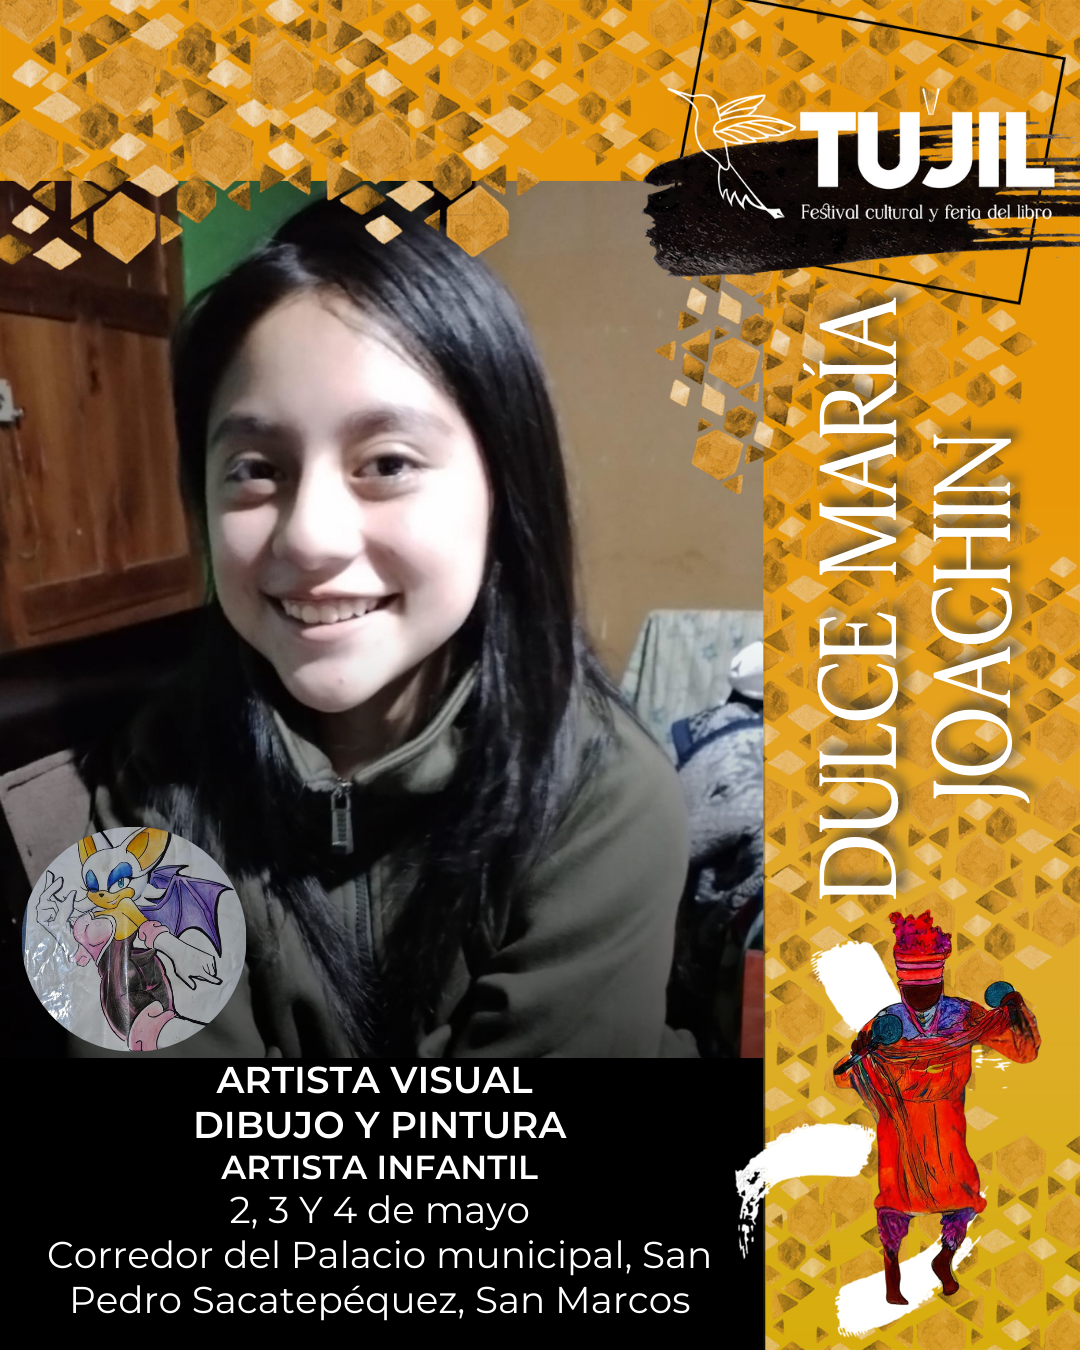 TUJIL
Festival cultural y feria del libro
DULCE MARÍA
JOACHIN
ARTISTA VISUAL
DIBUJO Y PINTURA
ARTISTA INFANTIL
2, 3 Y 4 de mayo
Corredor del Palacio municipal, San
Pedro Sacatepéquez, San Marcos